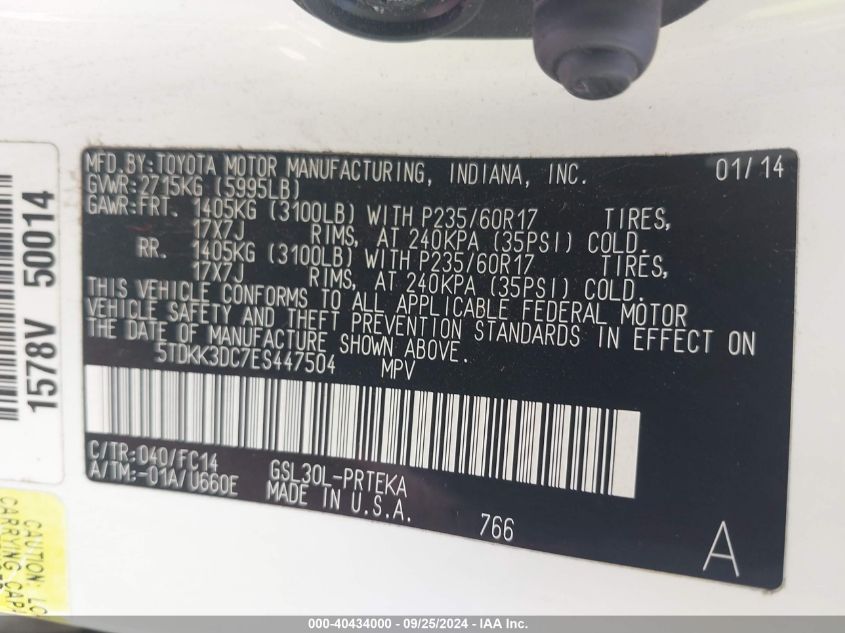 MFD.BY:TOYOTA MOTOR MANUFACTURING, INDIANA, INC. 01/14
GVWR:2715KG (5995LB)
GAWR:FRT. 1405KG (3100LB) WITH P235/60R17 TIRES,
17X7J RIMS, AT 240KPA (35PSI) COLD.
RR. 1405KG (3100LB) WITH P235/60R17 TIRES,
17X7J RIMS, AT 240KPA (35PSI) COLD.
THIS VEHICLE CONFORMS TO ALL APPLICABLE FEDERAL MOTOR
VEHICLE SAFETY AND THEFT PREVENTION STANDARDS IN EFFECT ON
THE DATE OF MANUFACTURE SHOWN ABOVE.
5TDKK3DC7ES447504 MPV
C/TR:040/FC14 GSL30L-PRTEKA
A/TM:-01A/U660E MADE IN U.S.A.
766
A
1578V 50014
CAUTION:
CARRYING
000-40434000 - 09/25/2024 - IAA Inc.